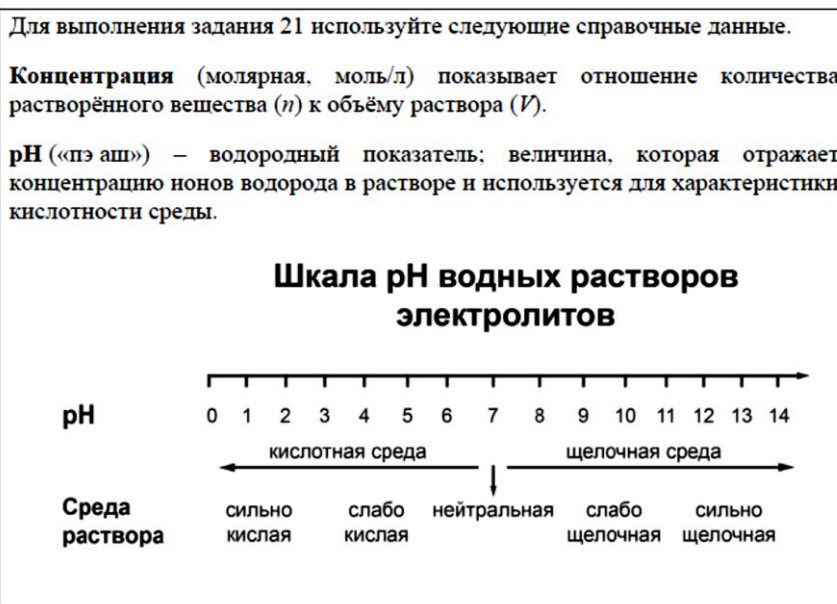 Для выполнения задания 21 используйте следующие справочные данные.
Концентрация (молярная, моль/л) показывает отношение количества
растворённого вещества (n) к объёму раствора (V).
pH («пэ аш») – водородный показатель; величина, которая отражает
концентрацию ионов водорода в растворе и используется для характеристики
кислотности среды.
Шкала pH водных растворов
электролитов
pH 0 1 2 3 4 5 6 7 8 9 10 11 12 13 14
кислотная среда щелочная среда
Среда сильно слабо нейтральная слабо сильно
раствора кислая кислая щелочная щелочная